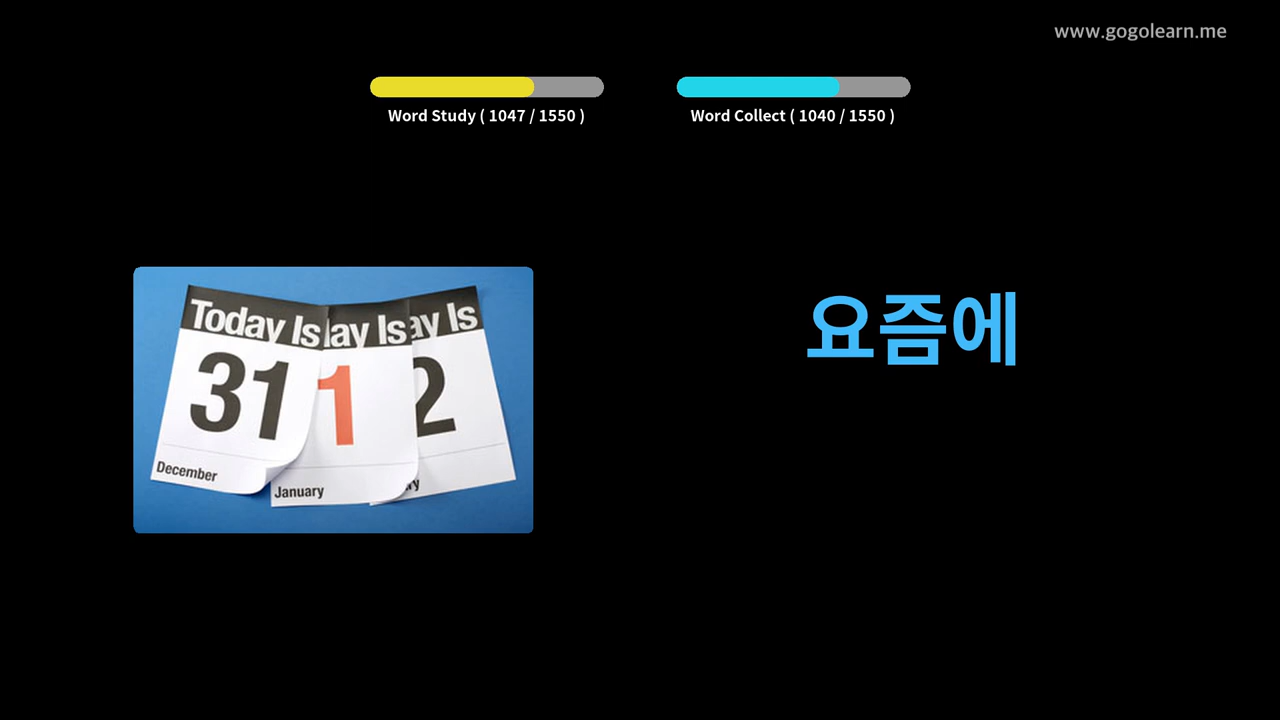 www.gogolearn.me
Word Study ( 1047 / 1550 )
Word Collect ( 1040 / 1550 )
요즘에
Today Is
ay Is
ay Is
31
1
2
December
January
ry